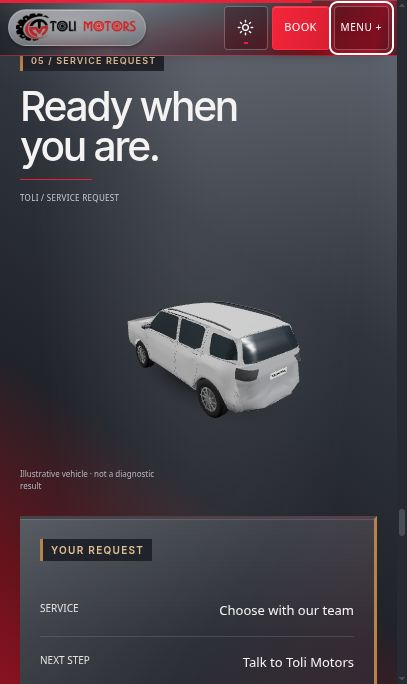 TOLI MOTORS
BOOK
MENU +
05 / SERVICE REQUEST
Ready when
you are.
TOLI / SERVICE REQUEST
Illustrative vehicle · not a diagnostic
result
YOUR REQUEST
SERVICE
Choose with our team
NEXT STEP
Talk to Toli Motors